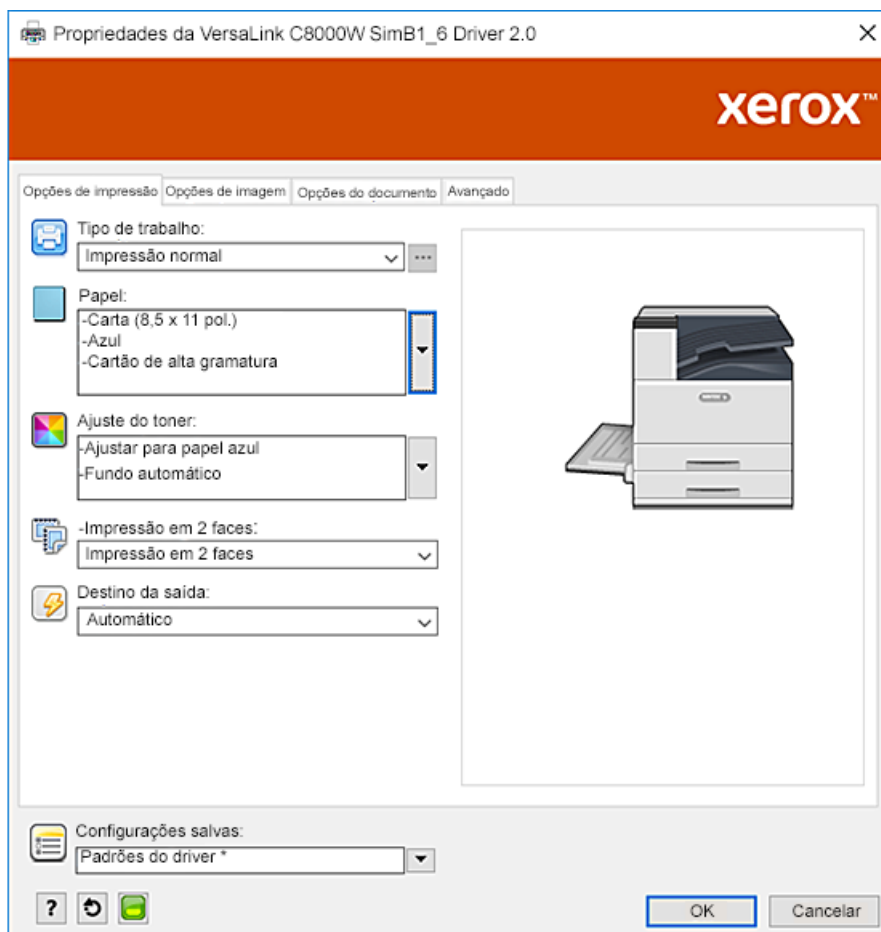 Propriedades da VersaLink C8000W SimB1_6 Driver 2.0
xerox™
Opções de impressão Opções de imagem Opções do documento Avançado
Tipo de trabalho:
Impressão normal
Papel:
-Carta (8,5 x 11 pol.)
-Azul
-Cartão de alta gramatura
Ajuste do toner:
-Ajustar para papel azul
-Fundo automático
-Impressão em 2 faces:
Impressão em 2 faces
Destino da saída:
Automático
Configurações salvas:
Padrões do driver *
?
OK Cancelar